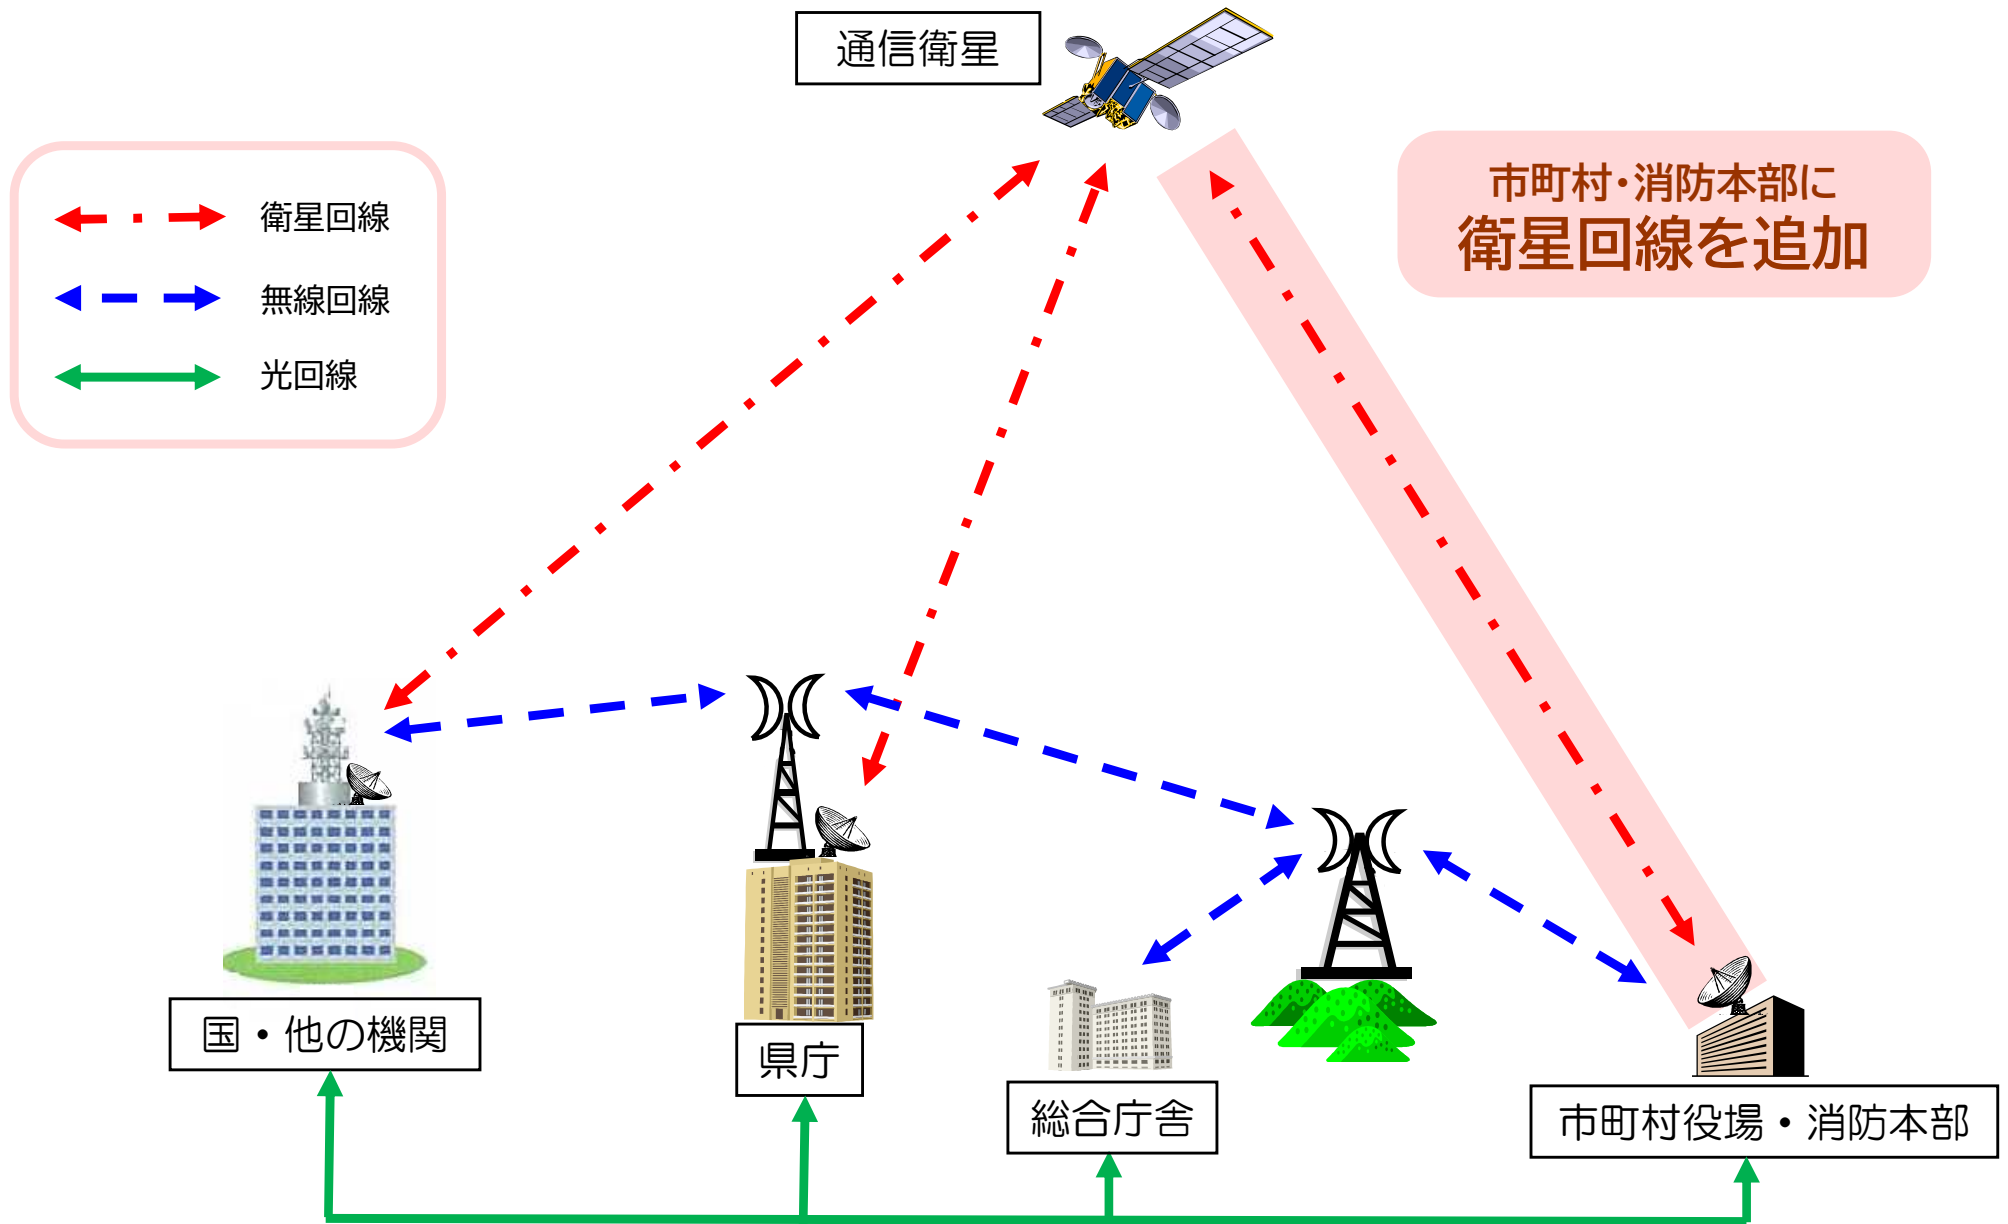 通信衛星
市町村・消防本部に
衛星回線を追加
衛星回線
無線回線
光回線
国・他の機関
県庁
総合庁舎
市町村役場・消防本部